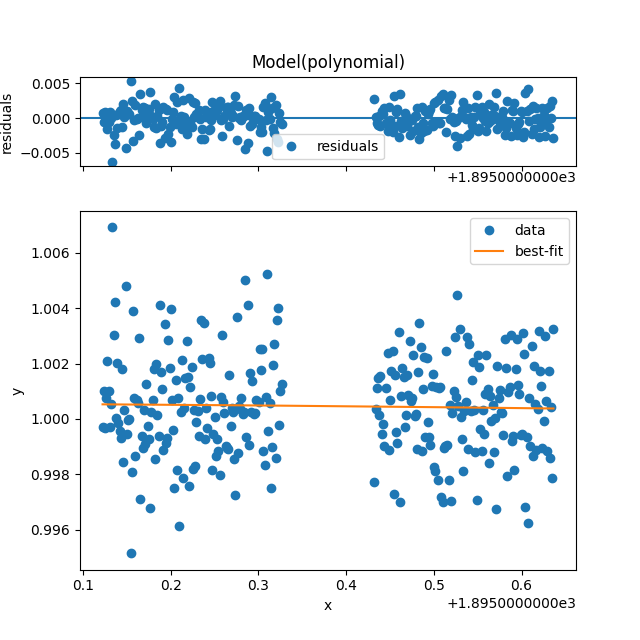 Model(polynomial)
residuals
0.005
0.000
−0.005
residuals
+1.8950000000e3
y
1.006
1.004
1.002
1.000
0.998
0.996
data
best-fit
0.1 0.2 0.3 0.4 0.5 0.6
x
+1.8950000000e3